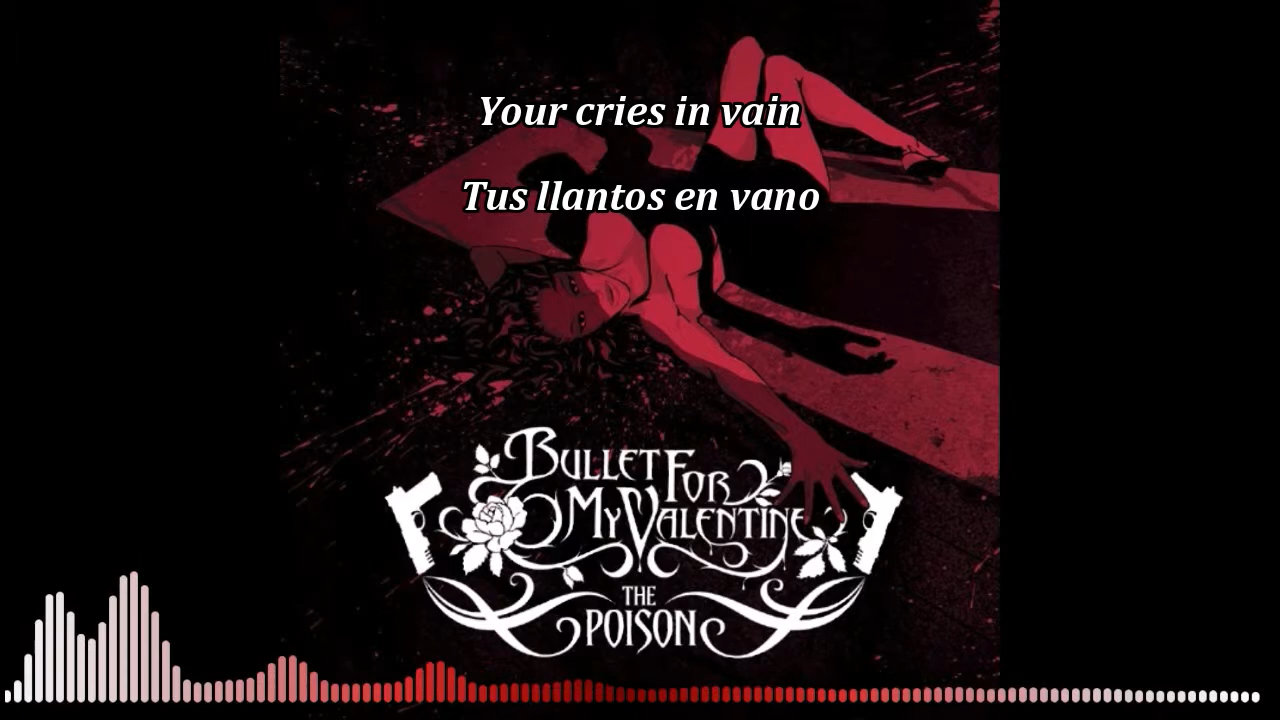 Your cries in vain
Tus llantos en vano
BULLET FOR
MY VALENTINE
THE
POISON